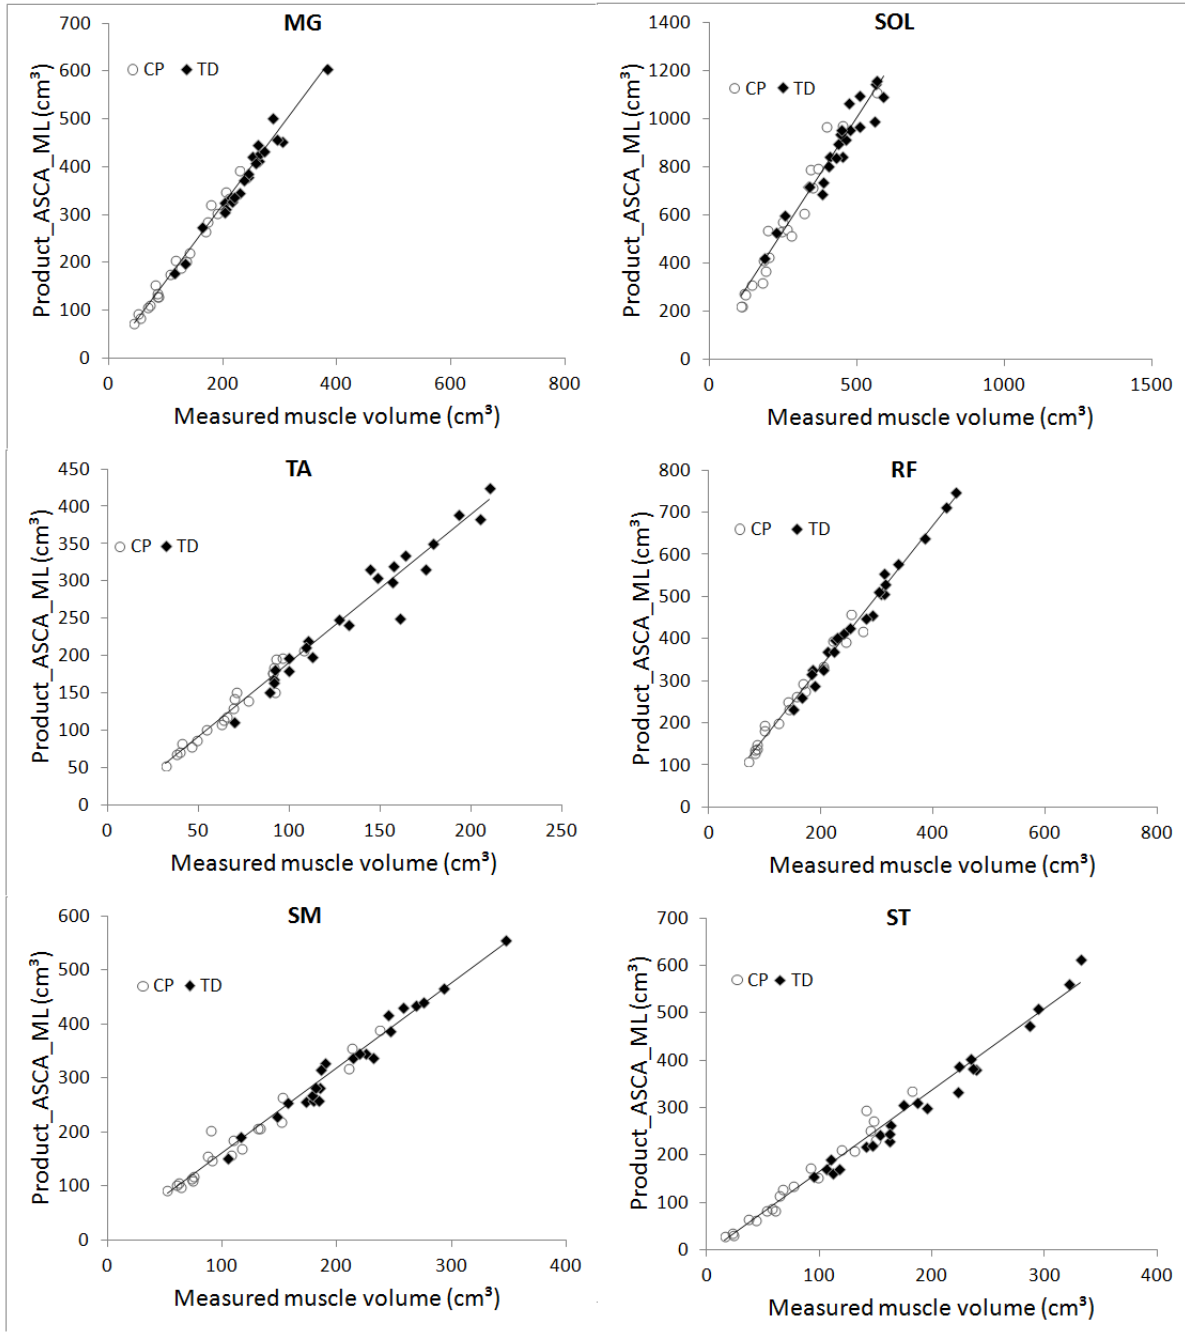 MG
CP TD
Product_ASCA_ML (cm³)
700
600
500
400
300
200
100
0
0 200 400 600 800
Measured muscle volume (cm³)
SOL
CP TD
Product_ASCA_ML (cm³)
1400
1200
1000
800
600
400
200
0
0 500 1000 1500
Measured muscle volume (cm³)
TA
CP TD
Product_ASCA_ML (cm³)
450
400
350
300
250
200
150
100
50
0
0 50 100 150 200 250
Measured muscle volume (cm³)
RF
CP TD
Product_ASCA_ML (cm³)
800
700
600
500
400
300
200
100
0
0 200 400 600 800
Measured muscle volume (cm³)
SM
CP TD
Product_ASCA_ML (cm³)
600
500
400
300
200
100
0
0 100 200 300 400
Measured muscle volume (cm³)
ST
CP TD
Product_ASCA_ML (cm³)
700
600
500
400
300
200
100
0
0 100 200 300 400
Measured muscle volume (cm³)